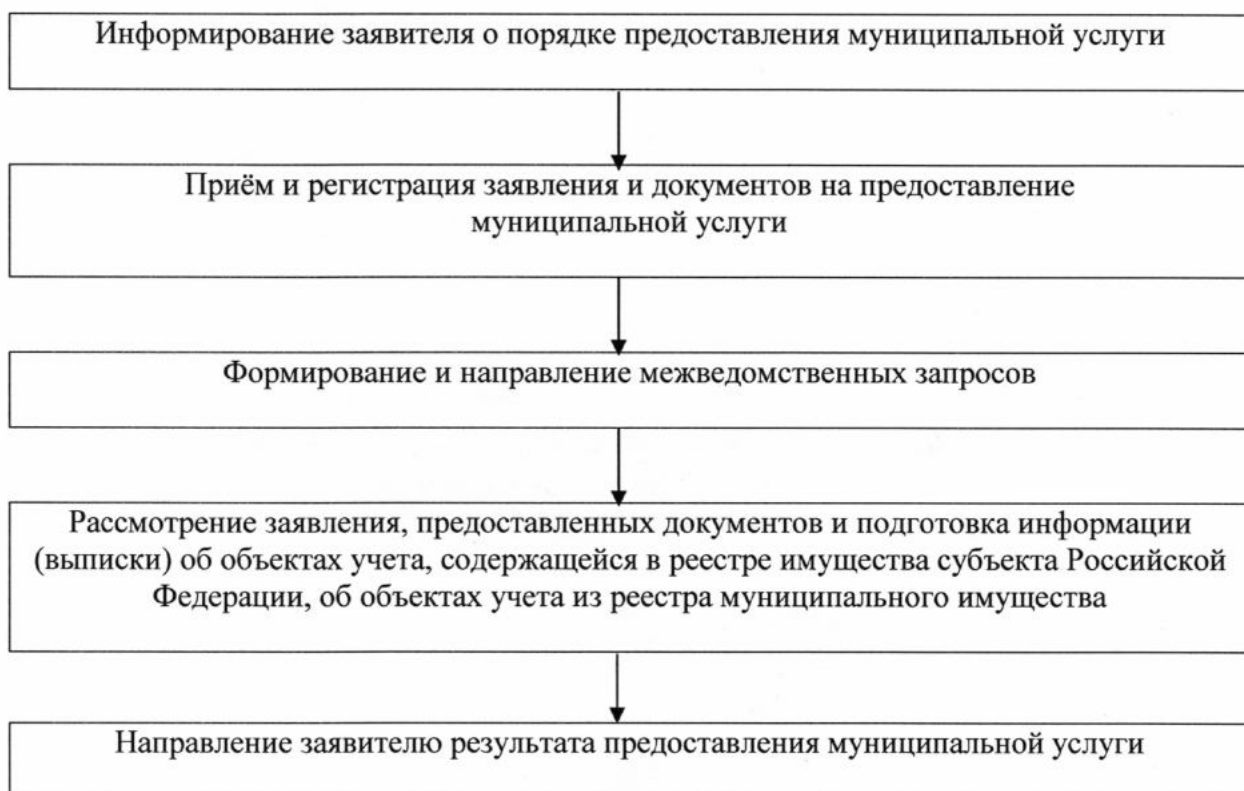 Информирование заявителя о порядке предоставления муниципальной услуги
Приём и регистрация заявления и документов на предоставление
муниципальной услуги
Формирование и направление межведомственных запросов
Рассмотрение заявления, предоставленных документов и подготовка информации
(выписки) об объектах учета, содержащейся в реестре имущества субъекта Российской
Федерации, об объектах учета из реестра муниципального имущества
Направление заявителю результата предоставления муниципальной услуги